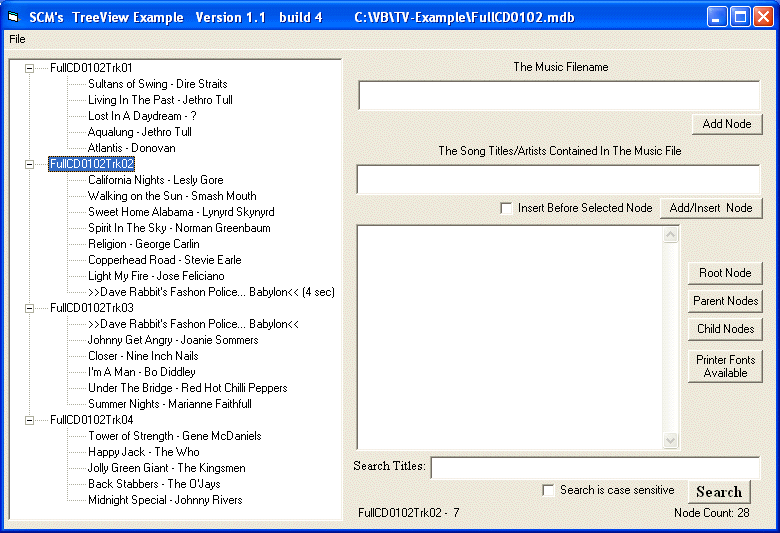 SCM's TreeView Example Version 1.1 build 4 C:\VB\TV-Example\FullCD0102.mdb
File
FullCD0102Trk01
Sultans of Swing - Dire Straits
Living In The Past - Jethro Tull
Lost In A Daydream - ?
Aqualung - Jethro Tull
Atlantis - Donovan
FullCD0102Trk02
California Nights - Lesly Gore
Walking on the Sun - Smash Mouth
Sweet Home Alabama - Lynyrd Skynyrd
Spirit In The Sky - Norman Greenbaum
Religion - George Carlin
Copperhead Road - Stevie Earle
Light My Fire - Jose Feliciano
>>Dave Rabbit's Fashon Police... Babylon<< (4 sec)
FullCD0102Trk03
>>Dave Rabbit's Fashon Police... Babylon<<
Johnny Get Angry - Joanie Sommers
Closer - Nine Inch Nails
I'm A Man - Bo Diddley
Under The Bridge - Red Hot Chilli Peppers
Summer Nights - Marianne Faithfull
FullCD0102Trk04
Tower of Strength - Gene McDaniels
Happy Jack - The Who
Jolly Green Giant - The Kingsmen
Back Stabbers - The O'Jays
Midnight Special - Johnny Rivers
The Music Filename
Add Node
The Song Titles/Artists Contained In The Music File
Insert Before Selected Node Add/Insert Node
Root Node
Parent Nodes
Child Nodes
Printer Fonts
Available
Search Titles:
Search is case sensitive Search
FullCD0102Trk02 - 7 Node Count: 28